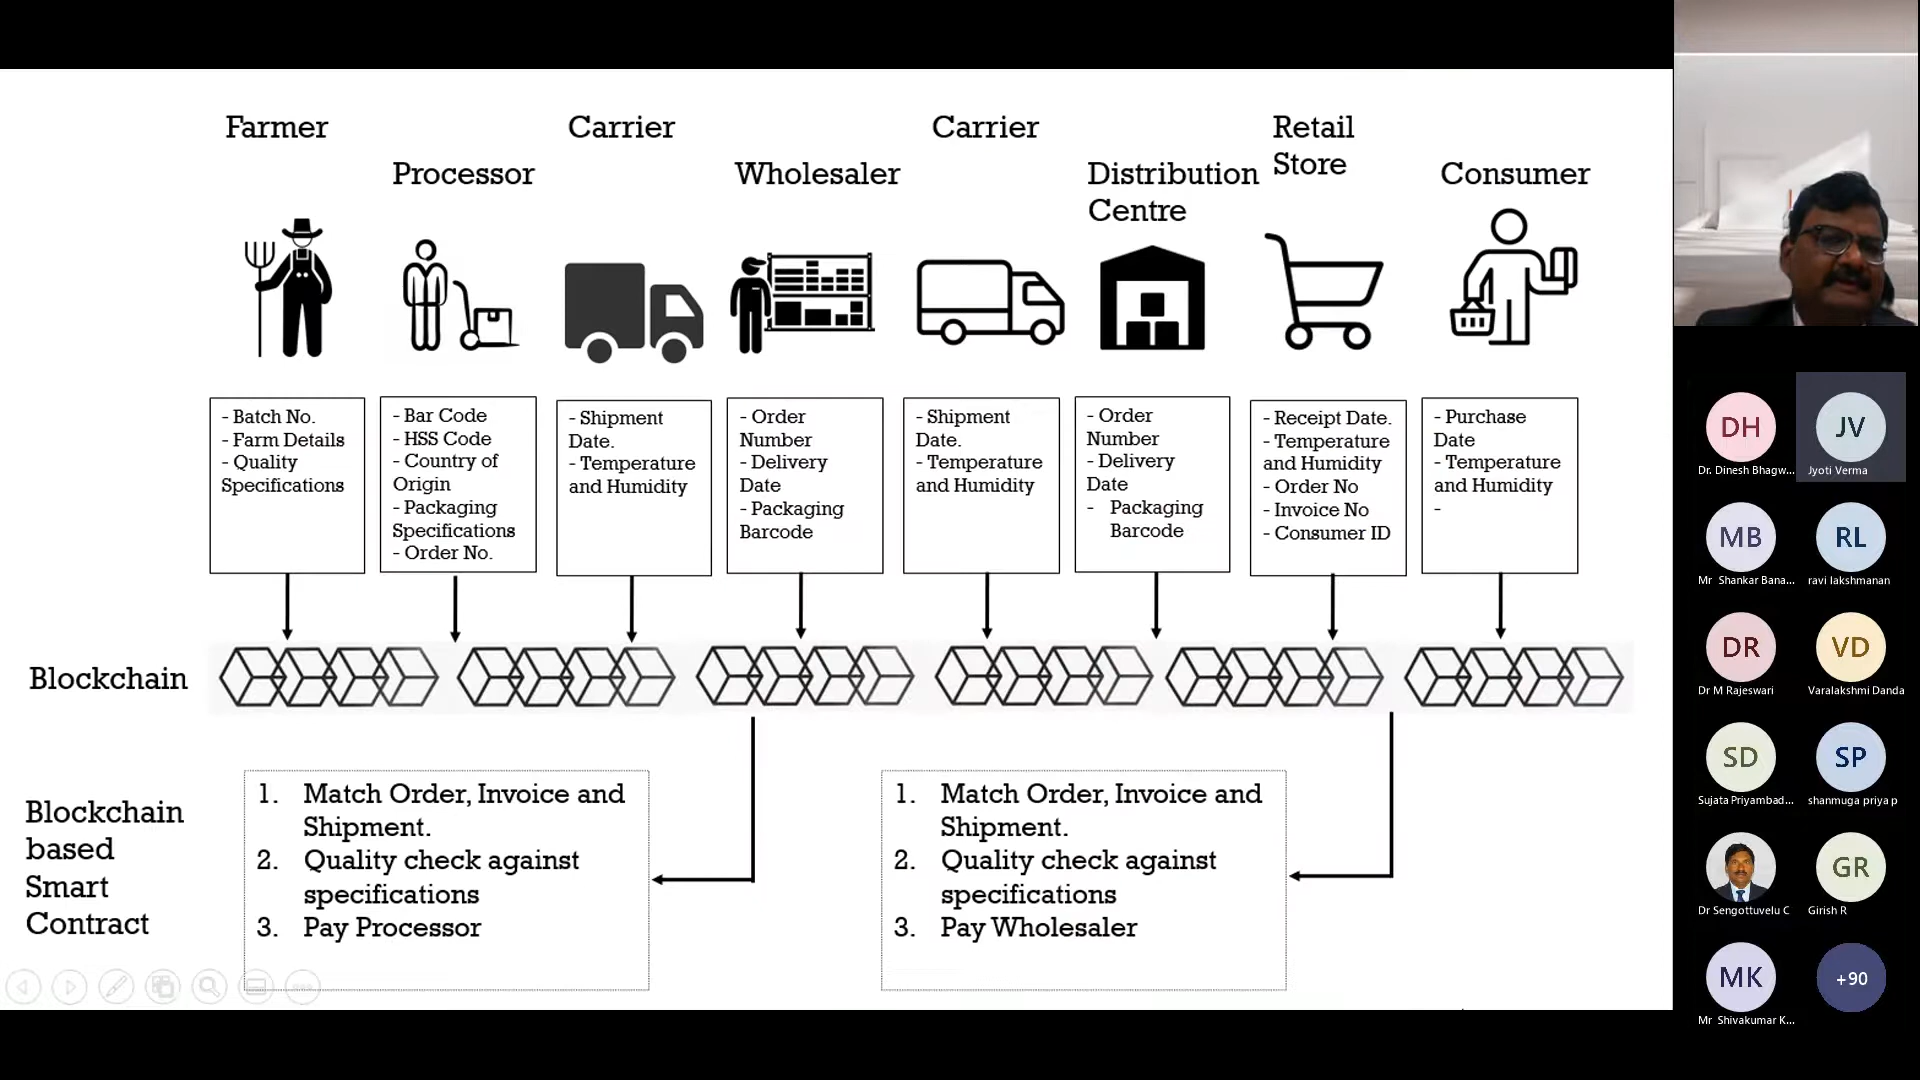 Farmer
Processor
Carrier
Wholesaler
Carrier
Distribution
Centre
Retail
Store
Consumer
- Batch No.
- Farm Details
- Quality
Specifications
- Bar Code
- HSS Code
- Country of
Origin
- Packaging
Specifications
- Order No.
- Shipment
Date.
- Temperature
and Humidity
- Order
Number
- Delivery
Date
- Packaging
Barcode
- Shipment
Date.
- Temperature
and Humidity
- Order
Number
- Delivery
Date
- Packaging
Barcode
- Receipt Date.
- Temperature
and Humidity
- Order No
- Invoice No
- Consumer ID
- Purchase
Date
- Temperature
and Humidity
-
Blockchain
Blockchain
based
Smart
Contract
1. Match Order, Invoice and
Shipment.
2. Quality check against
specifications
3. Pay Processor
1. Match Order, Invoice and
Shipment.
2. Quality check against
specifications
3. Pay Wholesaler
DH
Dr. Dinesh Bhagw...
JV
Jyoti Verma
MB
Mr Shankar Bana...
RL
ravi lakshmanan
DR
Dr M Rajeswari
VD
Varalakshmi Danda
SD
Sujata Priyambad...
SP
shanmuga priya p
Dr Sengottuvelu C
GR
Girish R
MK
Mr Shivakumar K...
+90